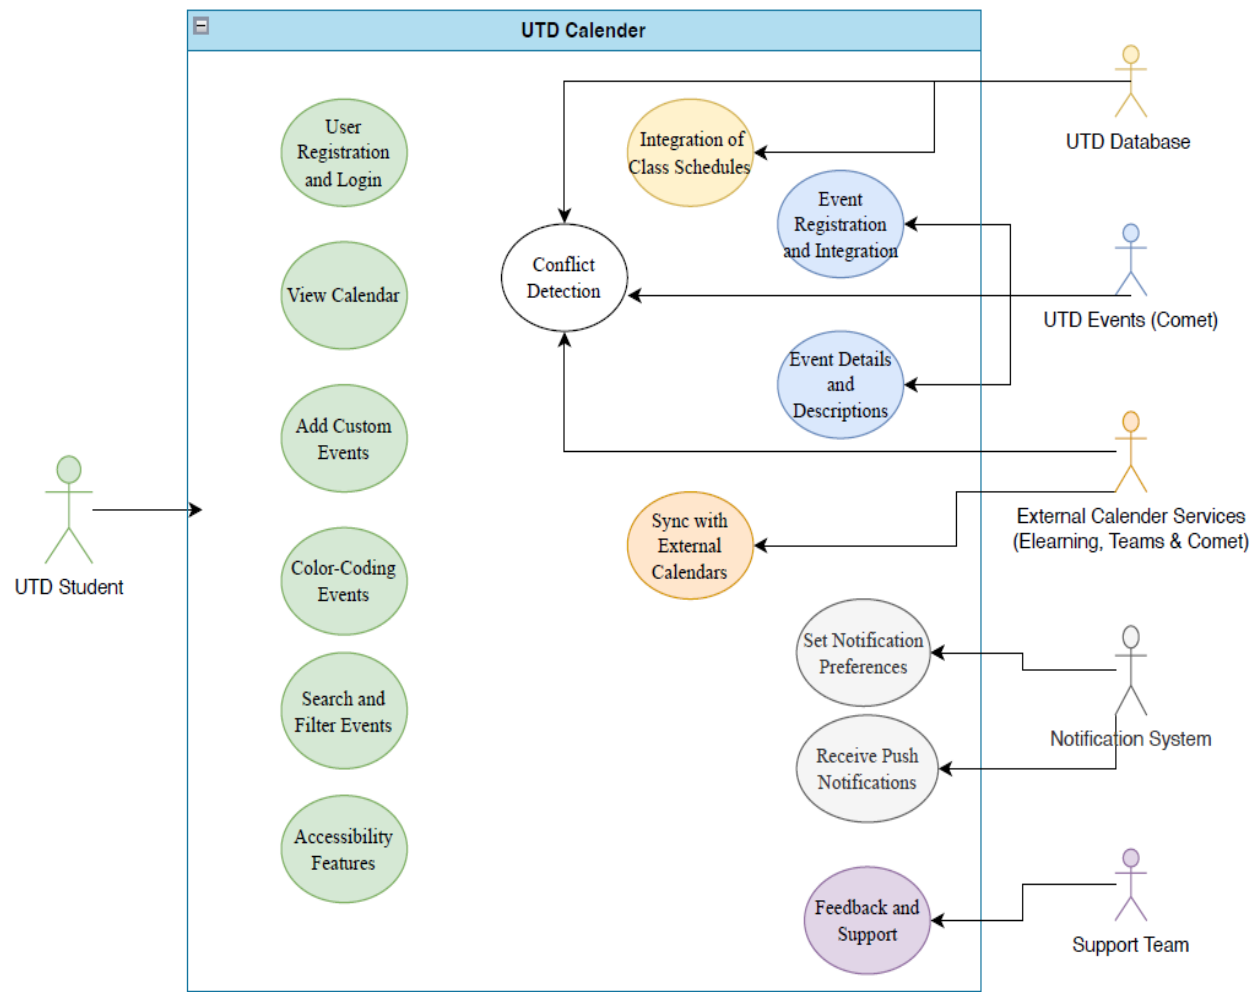 UTD Calender
User
Registration
and Login
View Calendar
Add Custom
Events
Color-Coding
Events
Search and
Filter Events
Accessibility
Features
UTD Student
Conflict
Detection
Integration of
Class Schedules
Event
Registration
and Integration
Event Details
and
Descriptions
Sync with
External
Calendars
Set Notification
Preferences
Receive Push
Notifications
Feedback and
Support
UTD Database
UTD Events (Comet)
External Calender Services
(Elearning, Teams & Comet)
Notification System
Support Team